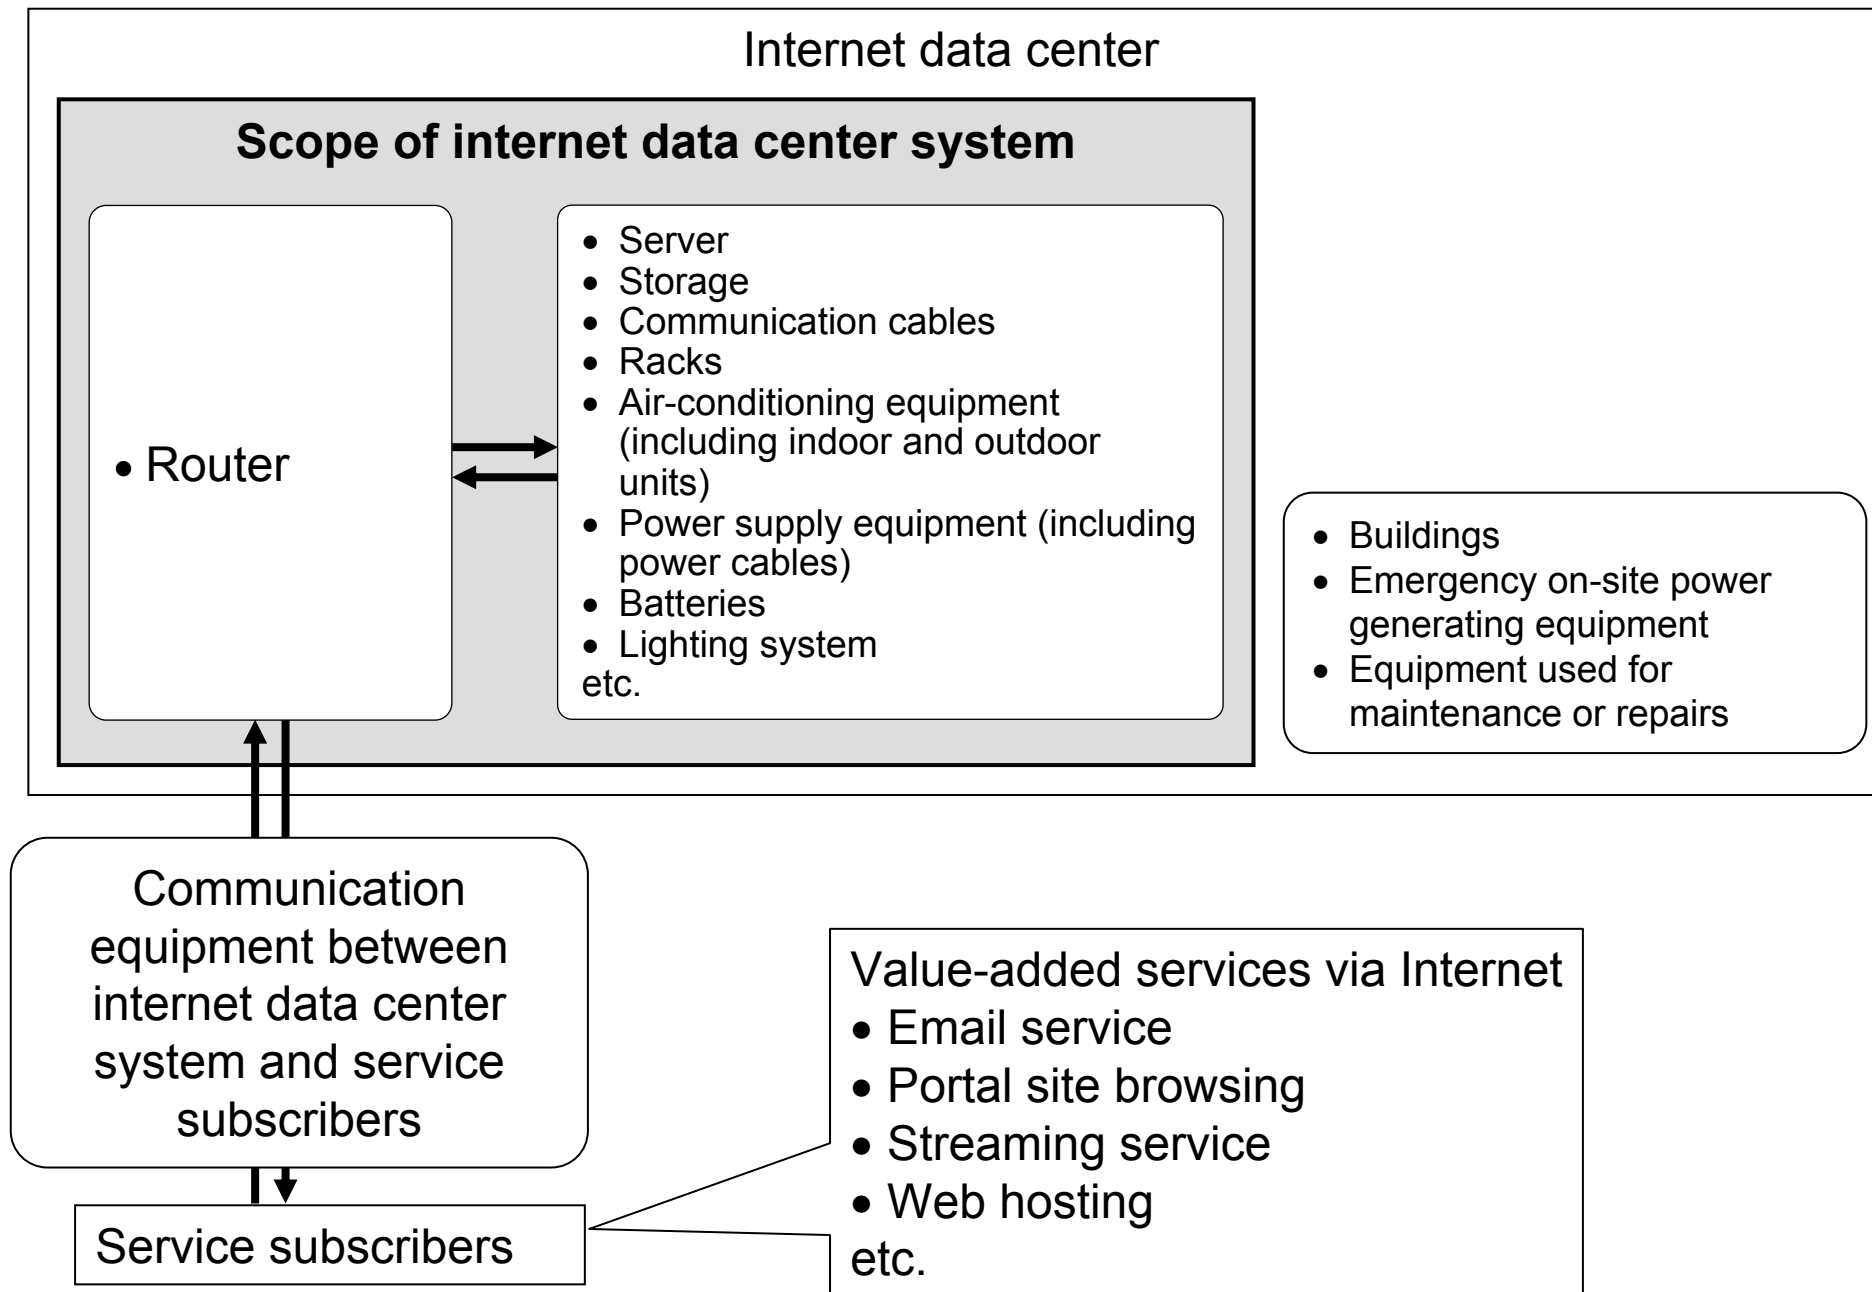 Internet data center
Scope of internet data center system
• Router
• Server
• Storage
• Communication cables
• Racks
• Air-conditioning equipment
(including indoor and outdoor
units)
• Power supply equipment (including
power cables)
• Batteries
• Lighting system
etc.
• Buildings
• Emergency on-site power
generating equipment
• Equipment used for
maintenance or repairs
Communication
equipment between
internet data center
system and service
subscribers
Service subscribers
Value-added services via Internet
• Email service
• Portal site browsing
• Streaming service
• Web hosting
etc.